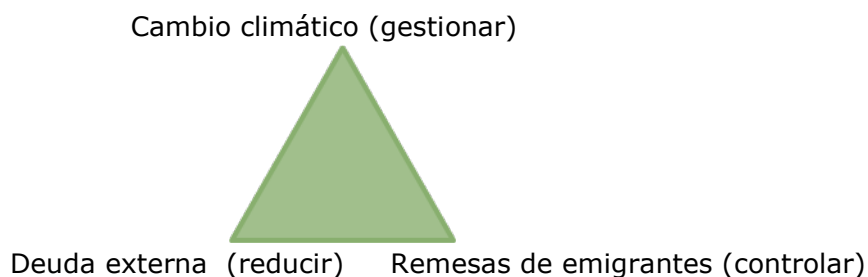 Cambio climático (gestionar)
Deuda externa (reducir)
Remesas de emigrantes (controlar)